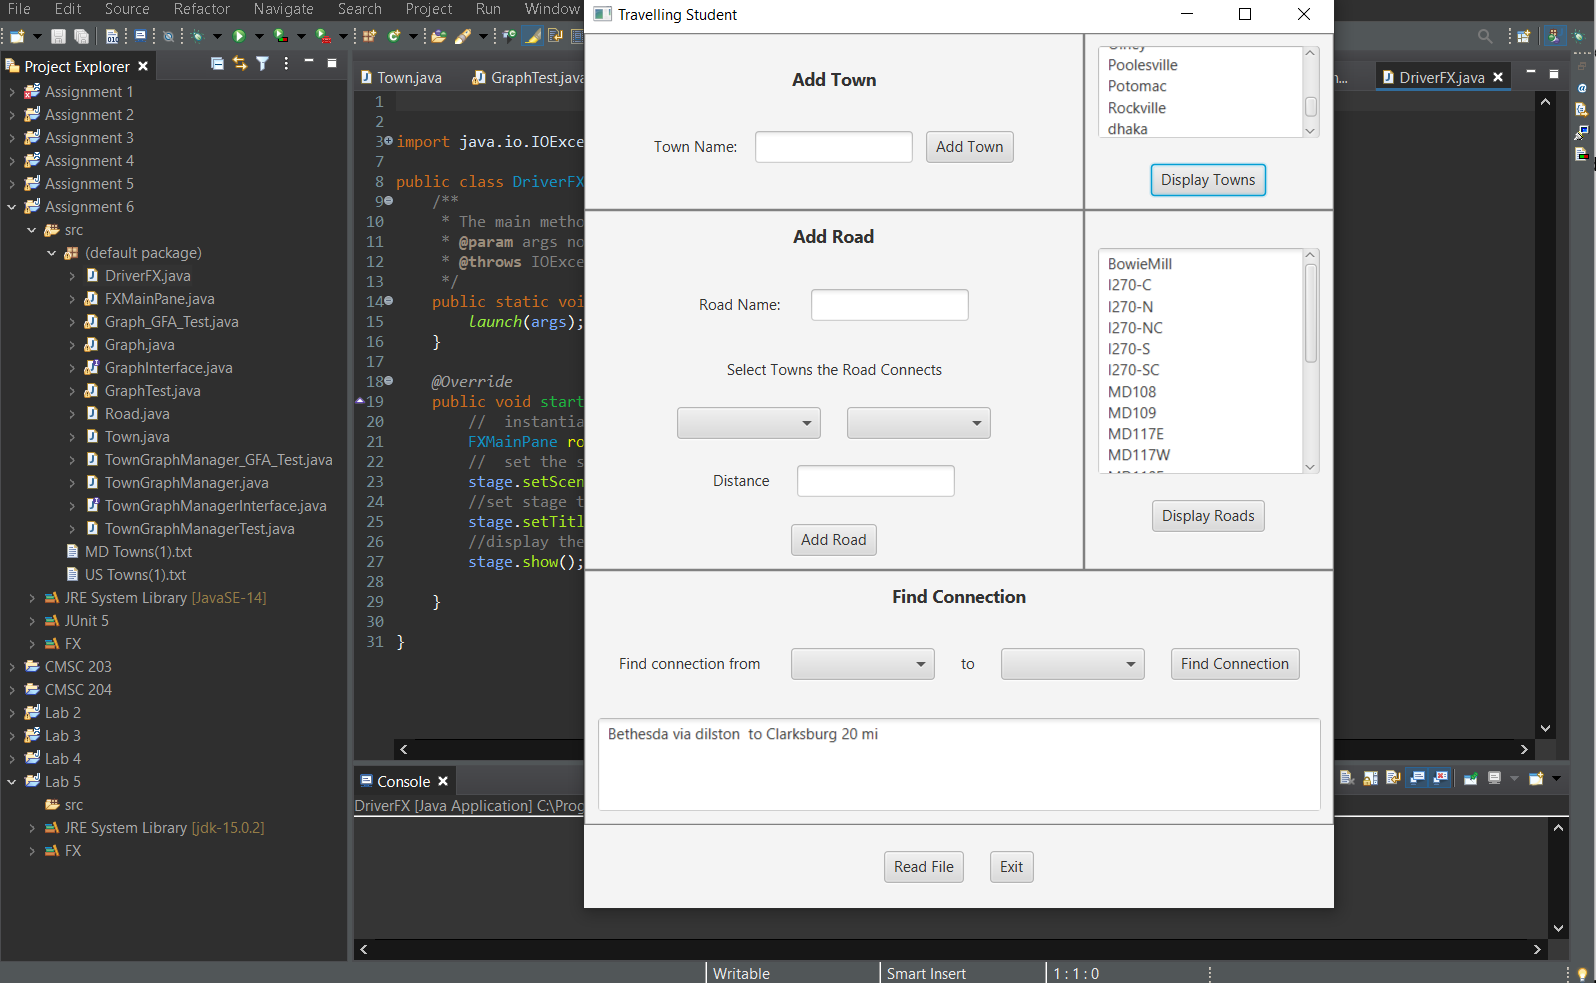 File Edit Source Refactor Navigate Search Project Run Window
Travelling Student
Project Explorer
Assignment 1
Assignment 2
Assignment 3
Assignment 4
Assignment 5
Assignment 6
src
(default package)
DriverFX.java
FXMainPane.java
Graph_GFA_Test.java
Graph.java
GraphInterface.java
GraphTest.java
Road.java
Town.java
TownGraphManager_GFA_Test.java
TownGraphManager.java
TownGraphManagerInterface.java
TownGraphManagerTest.java
MD Towns(1).txt
US Towns(1).txt
JRE System Library [JavaSE-14]
JUnit 5
FX
CMSC 203
CMSC 204
Lab 2
Lab 3
Lab 4
Lab 5
src
JRE System Library [jdk-15.0.2]
FX
Town.java GraphTest.java DriverFX.java
1
2
3 import java.io.IOExce
7
8 public class DriverFX
9 /**
10 * The main metho
11 * @param args no
12 * @throws IOExce
13 */
14 public static voi
15 launch(args);
16 }
17
18 @Override
19 public void start
20 // instantia
21 FXMainPane ro
22 // set the s
23 stage.setScen
24 //set stage t
25 stage.setTitl
26 //display the
27 stage.show();
28
29 }
30
31 }
Console
DriverFX [Java Application] C:\Prog
Add Town
Town Name: Add Town
Olney
Poolesville
Potomac
Rockville
dhaka
Display Towns
Add Road
Road Name:
Select Towns the Road Connects
Distance
Add Road
BowieMill
I270-C
I270-N
I270-NC
I270-S
I270-SC
MD108
MD109
MD117E
MD117W
Display Roads
Find Connection
Find connection from to Find Connection
Bethesda via dilston  to Clarksburg 20 mi
Read File Exit
Writable Smart Insert 1 : 1 : 0